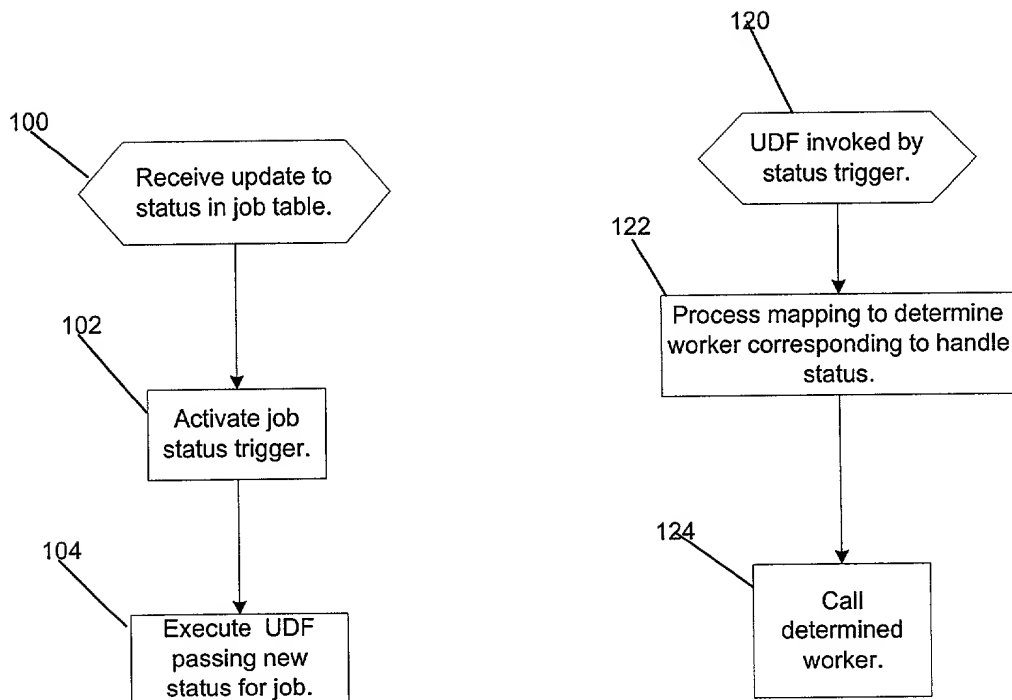 100
Receive update to
status in job table.
102
Activate job
status trigger.
104
Execute UDF
passing new
status for job.
120
UDF invoked by
status trigger.
122
Process mapping to determine
worker corresponding to handle
status.
124
Call
determined
worker.